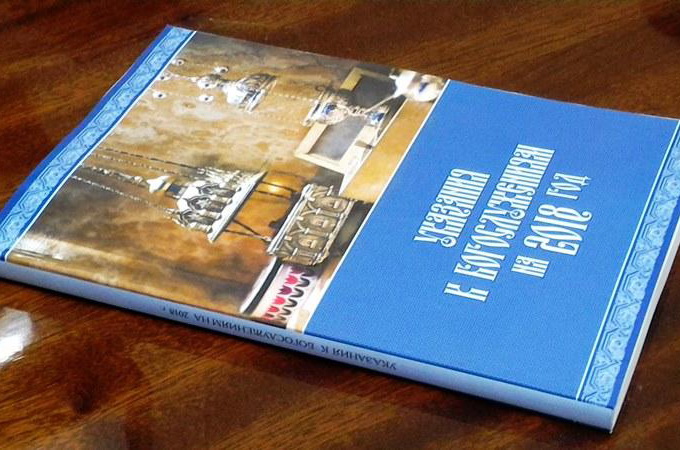 УКАЗАНИЯ
К БОГОСЛУЖЕНИЯМ
НА 2018 ГОД
УКАЗАНИЯ К БОГОСЛУЖЕНИЯМ НА 2018 г.